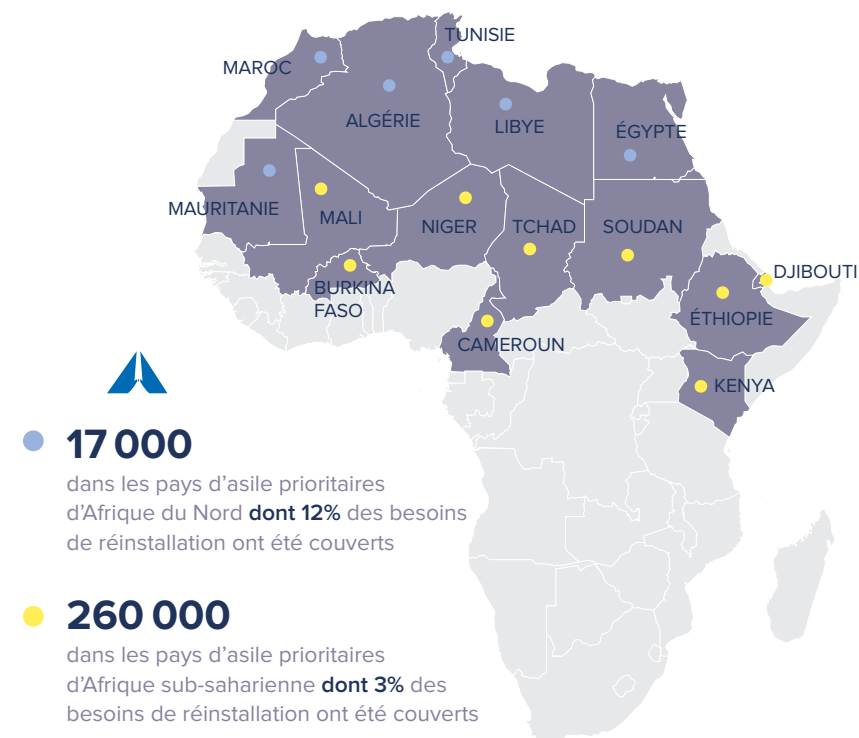 TUNISIE
MAROC
ALGÉRIE
LIBYE
ÉGYPTE
MAURITANIE
MALI
NIGER
TCHAD
SOUDAN
DJIBOUTI
BURKINA
FASO
ÉTHIOPIE
CAMEROUN
KENYA
17 000
dans les pays d’asile prioritaires
d’Afrique du Nord dont 12% des besoins
de réinstallation ont été couverts
260 000
dans les pays d’asile prioritaires
d’Afrique sub-saharienne dont 3% des
besoins de réinstallation ont été couverts